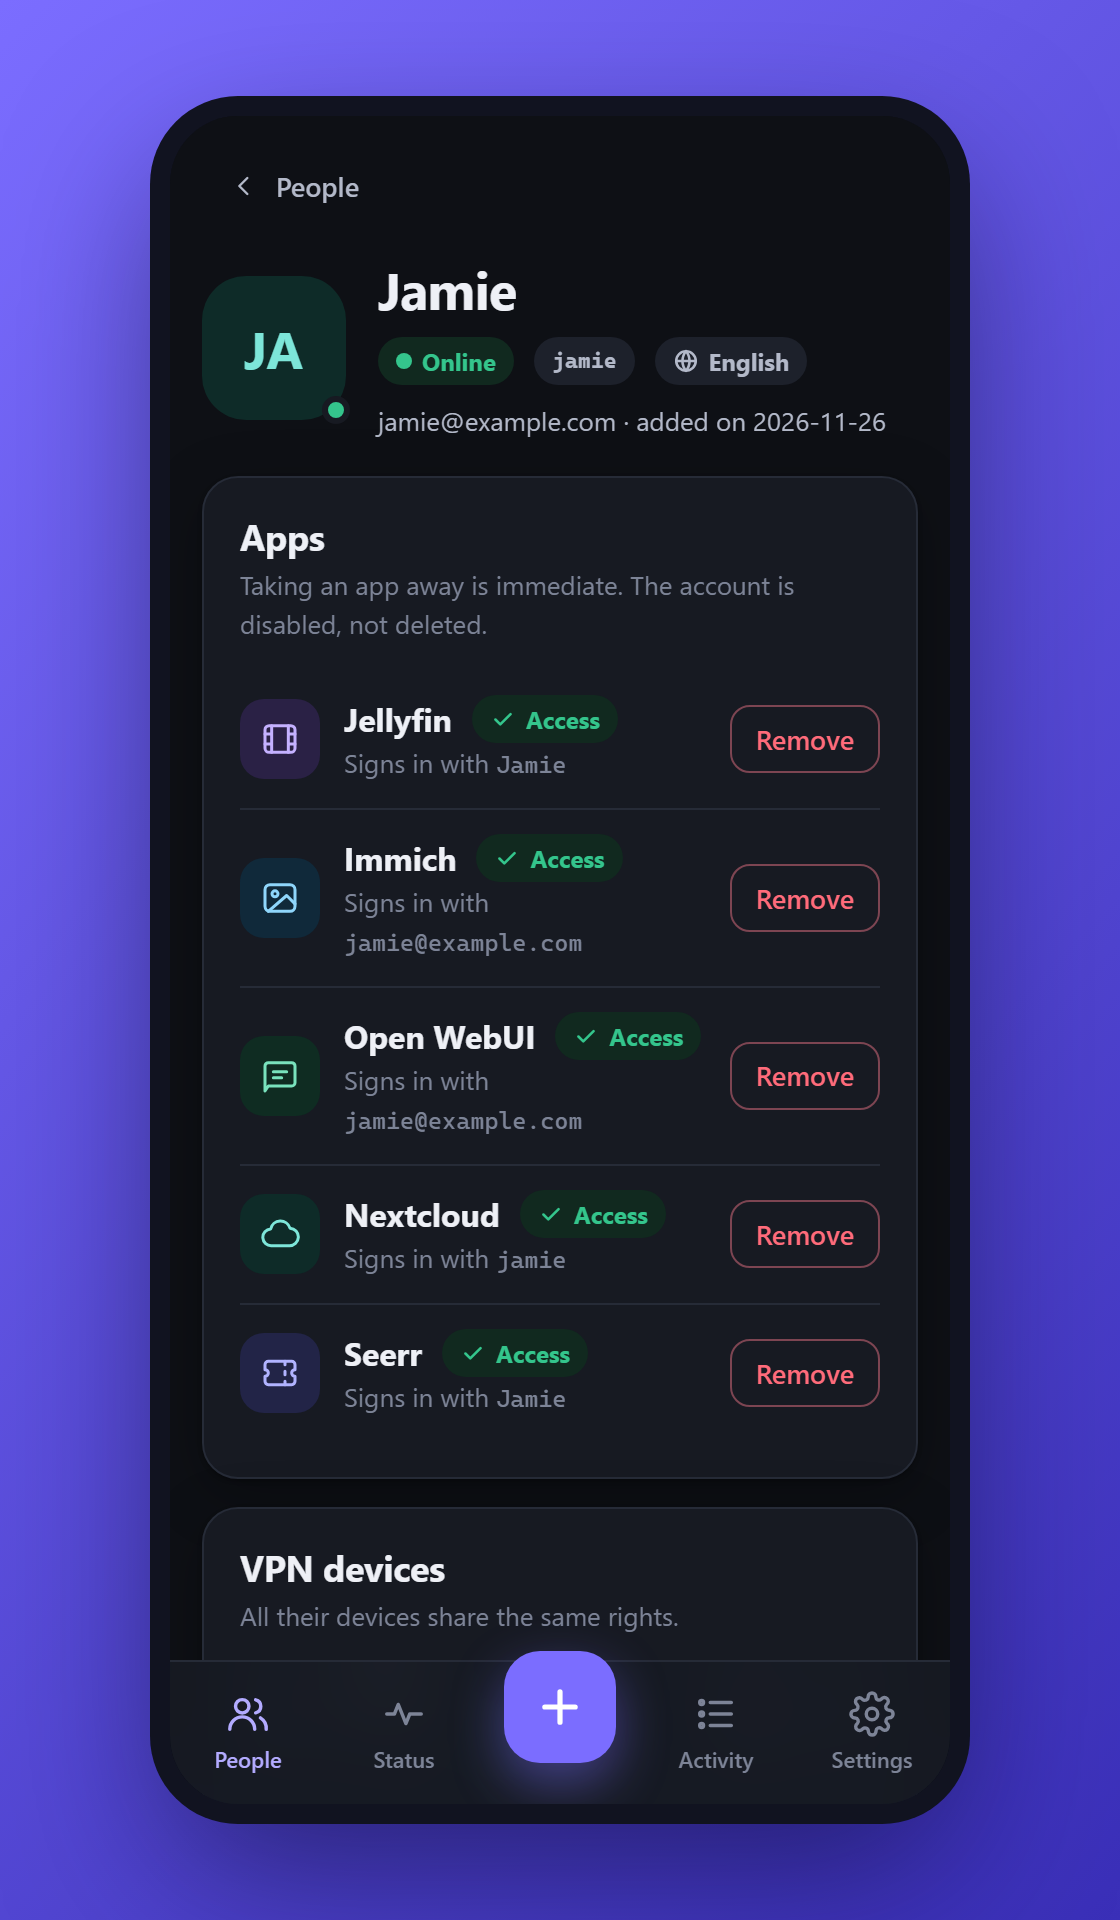 People
JA
Jamie
Online
jamie
English
jamie@example.com · added on 2026-11-26
Apps
Taking an app away is immediate. The account is
disabled, not deleted.
Jellyfin
Access
Signs in with Jamie
Remove
Immich
Access
Signs in with
jamie@example.com
Remove
Open WebUI
Access
Signs in with
jamie@example.com
Remove
Nextcloud
Access
Signs in with jamie
Remove
Seerr
Access
Signs in with Jamie
Remove
VPN devices
All their devices share the same rights.
People
Status
Activity
Settings